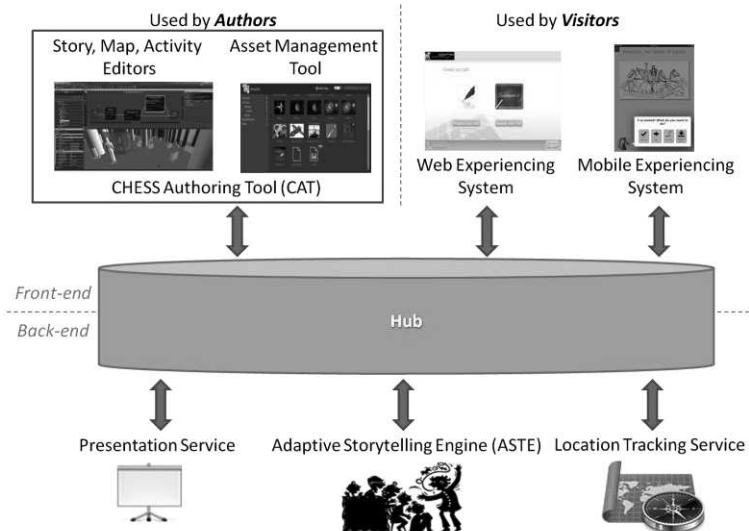 Used by Authors
Used by Visitors
Story, Map, Activity
Editors
Asset Management
Tool
CHESS Authoring Tool (CAT)
Web Experiencing
System
Mobile Experiencing
System
Front-end
Back-end
Hub
Presentation Service
Adaptive Storytelling Engine (ASTE)
Location Tracking Service